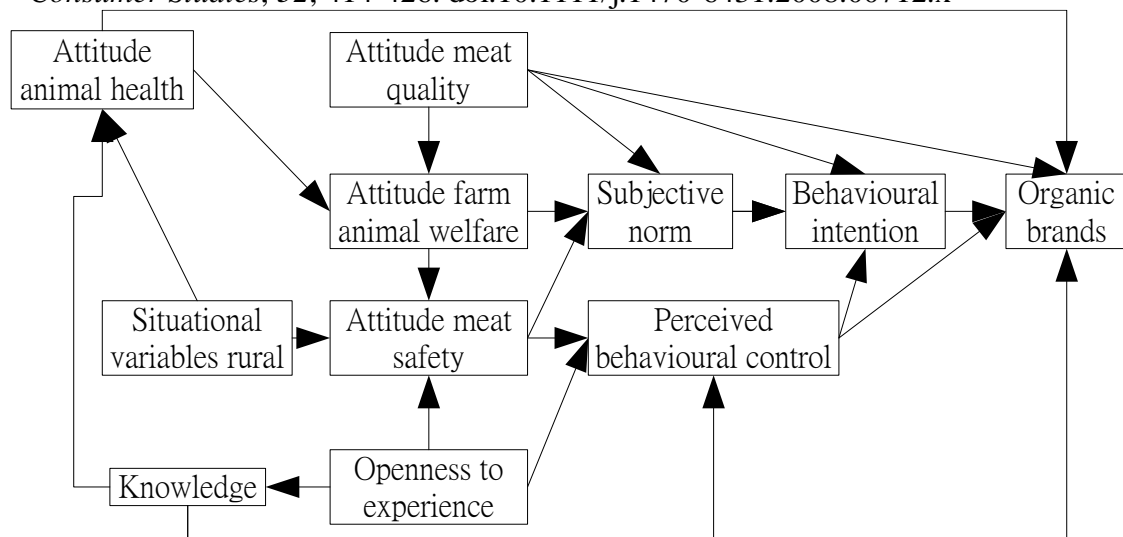 Consumer Studies, 32, 414-426. doi:10.1111/j.1470-6431.2008.00712.x
Attitude
animal health
Attitude meat
quality
Attitude farm
animal welfare
Subjective
norm
Behavioural
intention
Organic
brands
Situational
variables rural
Attitude meat
safety
Perceived
behavioural control
Knowledge
Openness to
experience